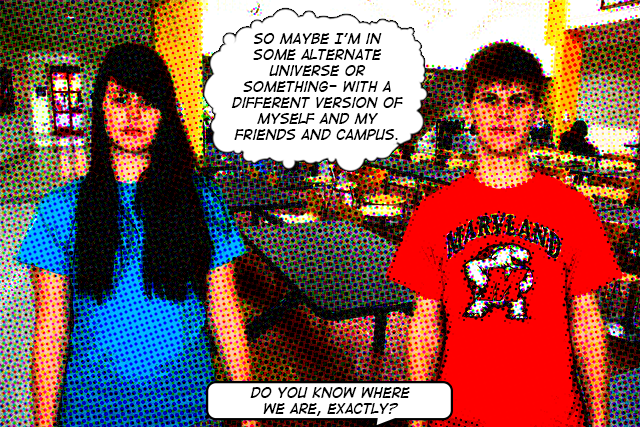 SO MAYBE I'M IN
SOME ALTERNATE
UNIVERSE OR
SOMETHING- WITH A
DIFFERENT VERSION OF
MYSELF AND MY
FRIENDS AND CAMPUS.
MARYLAND
M
DO YOU KNOW WHERE
WE ARE, EXACTLY?